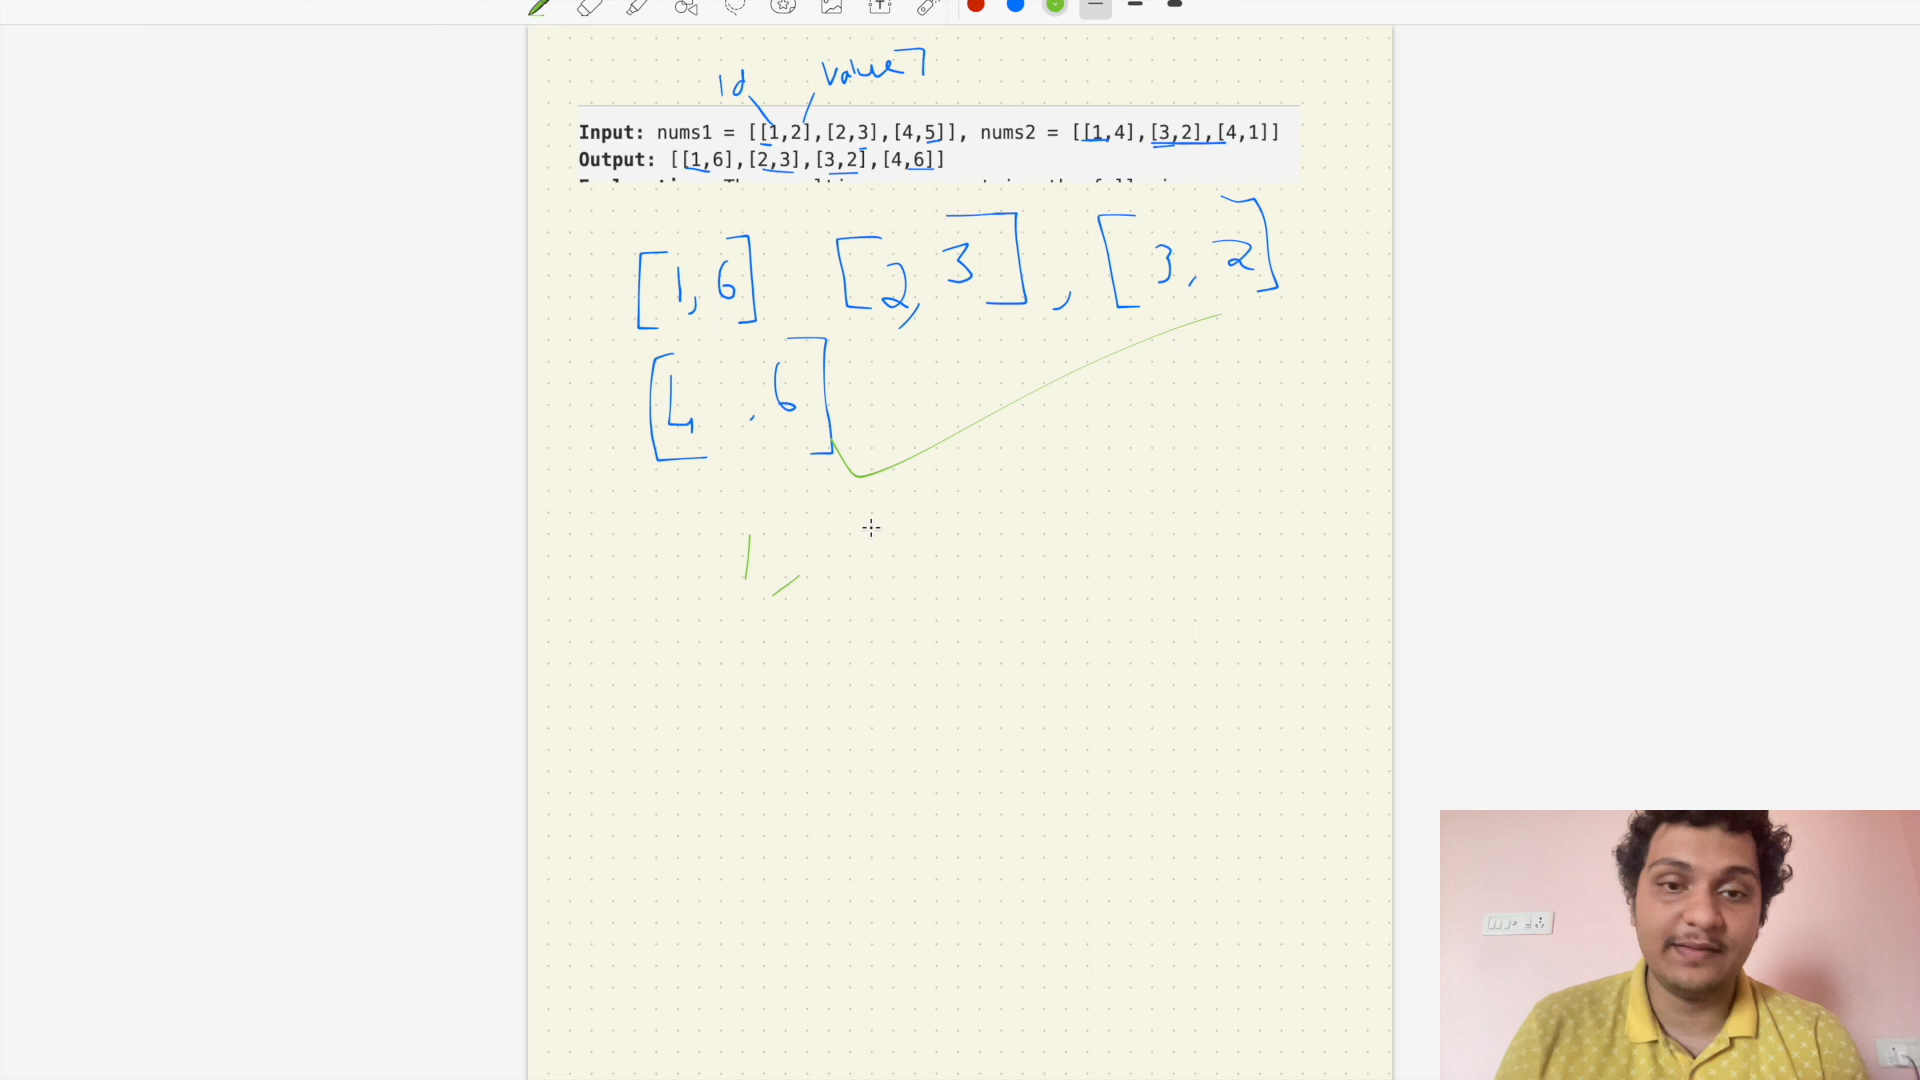 id value
Input: nums1 = [[1,2],[2,3],[4,5]], nums2 = [[1,4],[3,2],[4,1]]
Output: [[1,6],[2,3],[3,2],[4,6]]
[1,6] [2,3], [3,2]
[4,6]
1,